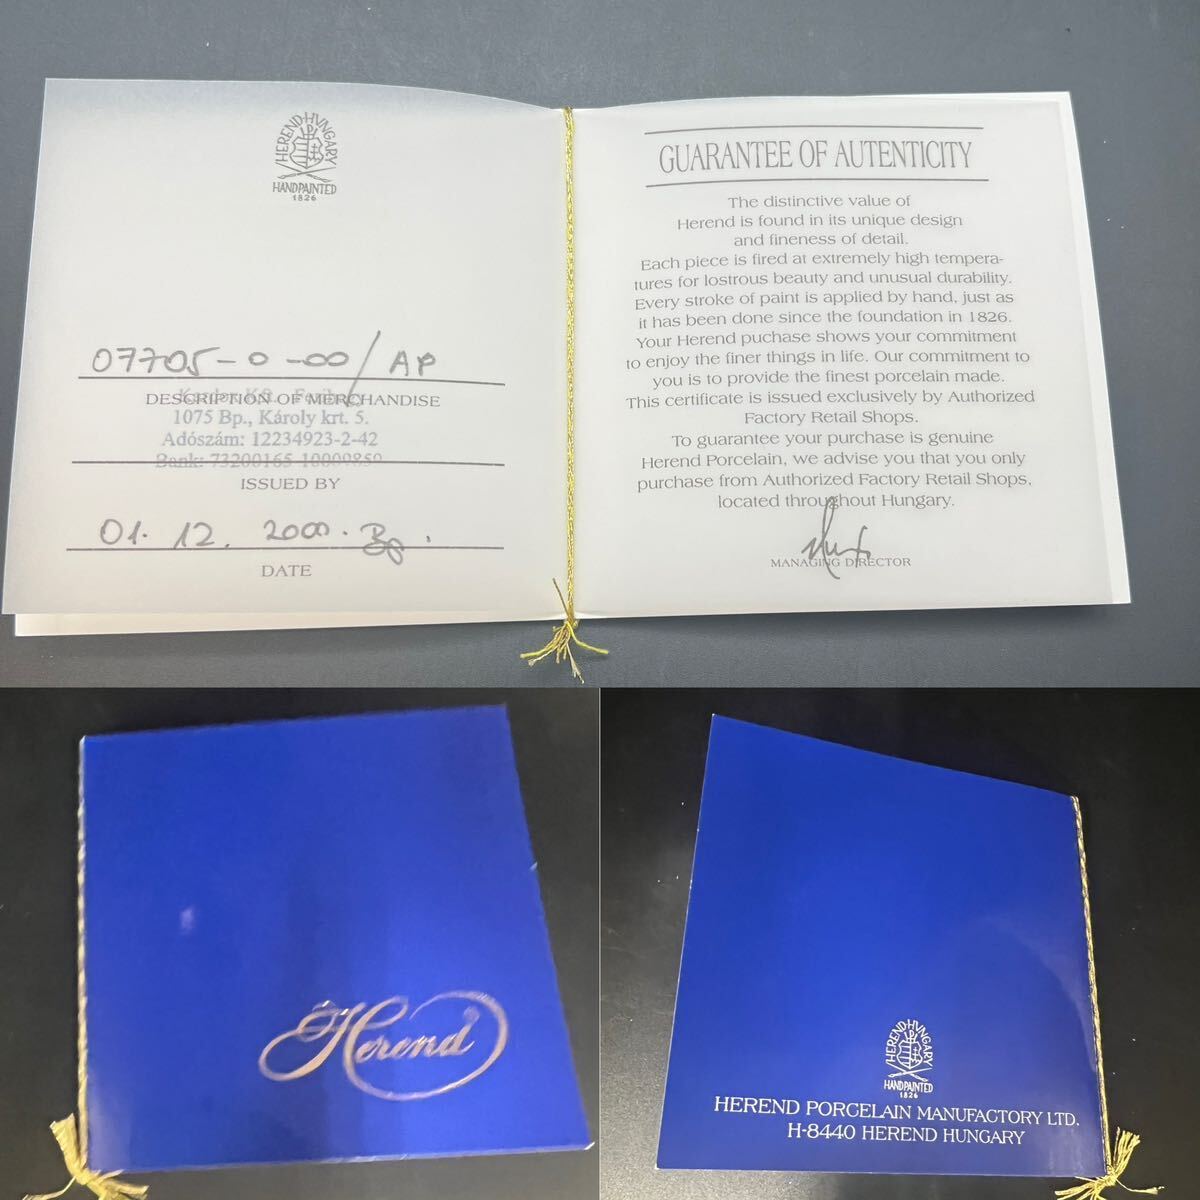 HEREND·HVNGARY
HANDPAINTED
1826
07705-0-00/AP
DESCRIPTION OF MERCHANDISE
1075 Bp., Károly krt. 5.
Adószám: 12234923-2-42
Bank: 73200165-10009859
ISSUED BY
01. 12. 2000. Bp.
DATE
GUARANTEE OF AUTENTICITY
The distinctive value of
Herend is found in its unique design
and fineness of detail.
Each piece is fired at extremely high tempera-
tures for lostrous beauty and unusual durability.
Every stroke of paint is applied by hand, just as
it has been done since the foundation in 1826.
Your Herend puchase shows your commitment
to enjoy the finer things in life. Our commitment to
you is to provide the finest porcelain made.
This certificate is issued exclusively by Authorized
Factory Retail Shops.
To guarantee your purchase is genuine
Herend Porcelain, we advise you that you only
purchase from Authorized Factory Retail Shops,
located throughout Hungary.
MANAGING DIRECTOR
Herend
HEREND·HVNGARY
HANDPAINTED
1826
HEREND PORCELAIN MANUFACTORY LTD.
H-8440 HEREND HUNGARY